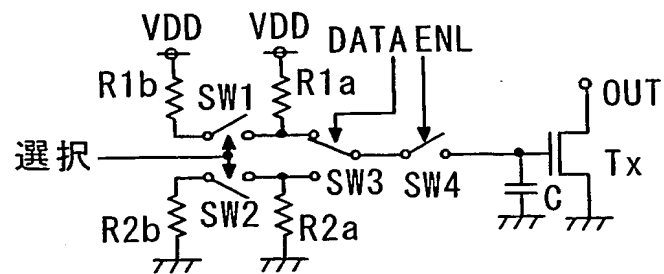 VDD VDD DATA ENL
R1b SW1 R1a OUT
選択 SW3 SW4 C Tx
R2b SW2 R2a